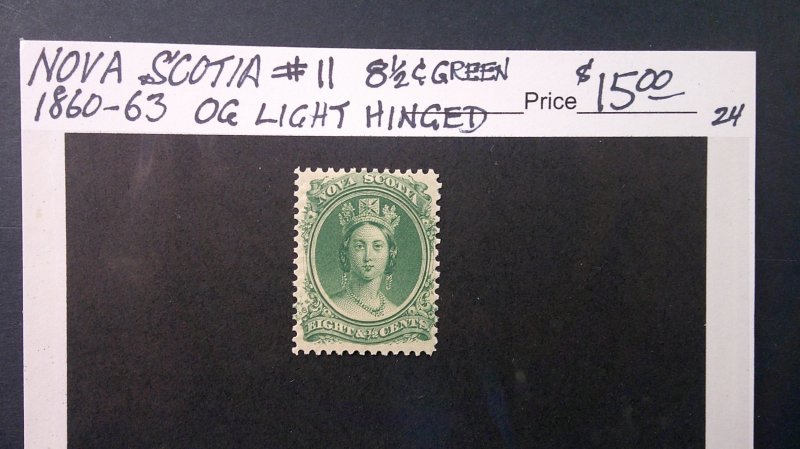 NOVA SCOTIA #11 8½¢ GREEN
1860-63 OG LIGHT HINGED Price $15.00 24
NOVA SCOTIA
EIGHT & ½ CENTS